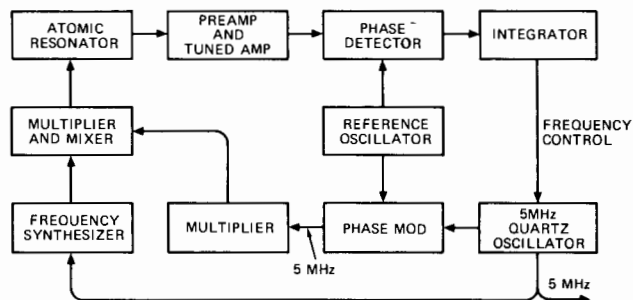 ATOMIC
RESONATOR
PREAMP
AND
TUNED AMP
PHASE
DETECTOR
INTEGRATOR
MULTIPLIER
AND MIXER
REFERENCE
OSCILLATOR
FREQUENCY
CONTROL
FREQUENCY
SYNTHESIZER
MULTIPLIER
PHASE MOD
5MHz
QUARTZ
OSCILLATOR
5 MHz
5 MHz